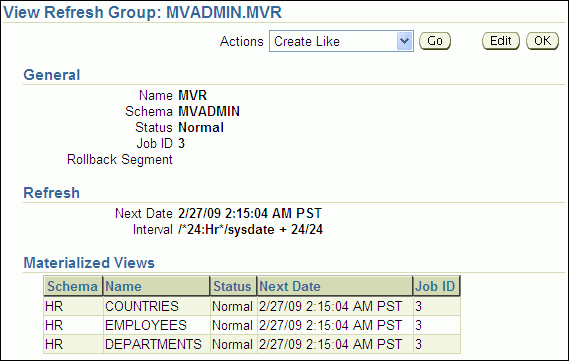 View Refresh Group: MVADMIN.MVR
Actions Create Like Go Edit OK
General
Name MVR
Schema MVADMIN
Status Normal
Job ID 3
Rollback Segment
Refresh
Next Date 2/27/09 2:15:04 AM PST
Interval /*24:Hr*/sysdate + 24/24
Materialized Views
Schema Name Status Next Date Job ID
HR COUNTRIES Normal 2/27/09 2:15:04 AM PST 3
HR EMPLOYEES Normal 2/27/09 2:15:04 AM PST 3
HR DEPARTMENTS Normal 2/27/09 2:15:04 AM PST 3